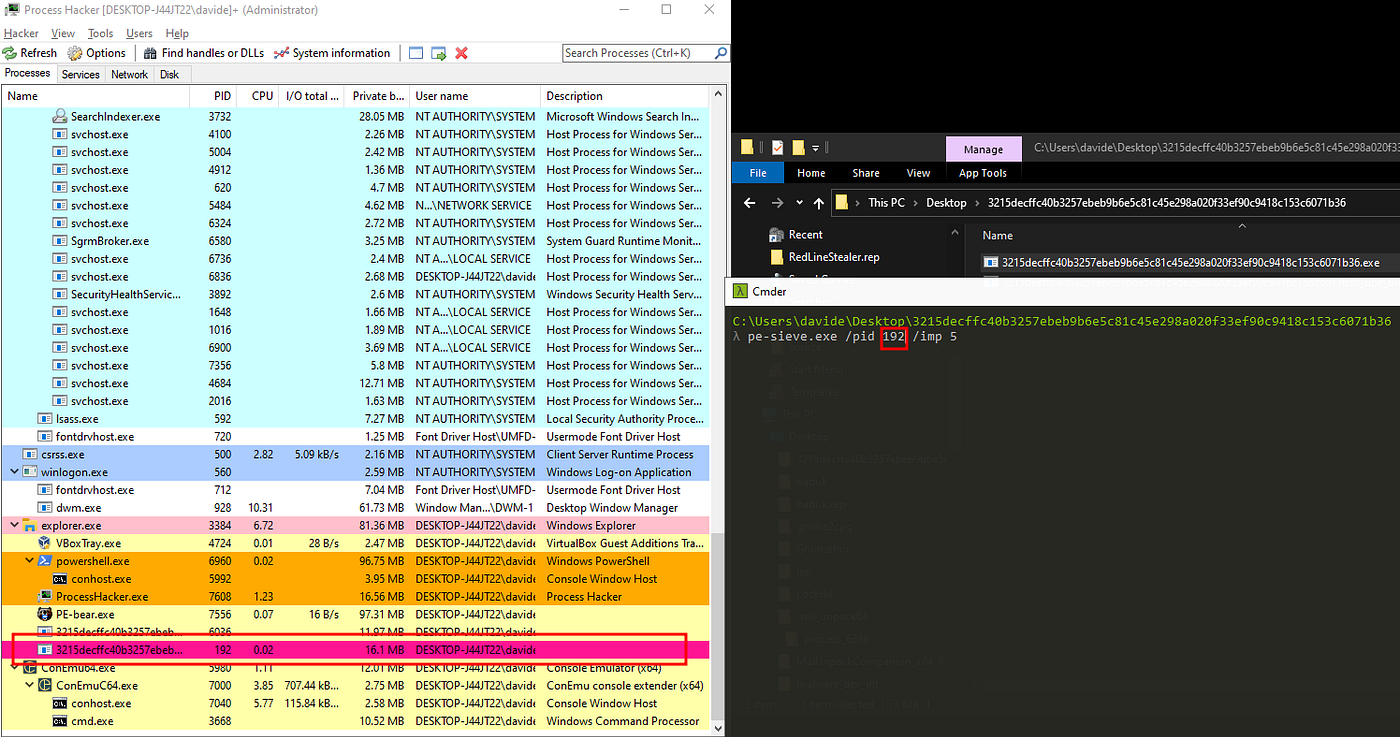 Process Hacker [DESKTOP-J44JT22\davide]+ (Administrator)
Hacker View Tools Users Help
Refresh Options Find handles or DLLs System information Search Processes (Ctrl+K)
Processes Services Network Disk
Name PID CPU I/O total ... Private b... User name Description
SearchIndexer.exe 3732 28.05 MB NT AUTHORITY\SYSTEM Microsoft Windows Search In...
svchost.exe 4100 2.26 MB NT AUTHORITY\SYSTEM Host Process for Windows Ser...
svchost.exe 5004 2.42 MB NT AUTHORITY\SYSTEM Host Process for Windows Ser...
svchost.exe 4912 1.36 MB NT AUTHORITY\SYSTEM Host Process for Windows Ser...
svchost.exe 620 4.7 MB NT AUTHORITY\SYSTEM Host Process for Windows Ser...
svchost.exe 5484 4.62 MB N...\NETWORK SERVICE Host Process for Windows Ser...
svchost.exe 6324 2.72 MB NT AUTHORITY\SYSTEM Host Process for Windows Ser...
SgrmBroker.exe 6580 3.25 MB NT AUTHORITY\SYSTEM System Guard Runtime Monit...
svchost.exe 6736 2.4 MB NT A...\LOCAL SERVICE Host Process for Windows Ser...
svchost.exe 6836 2.68 MB DESKTOP-J44JT22\davide Host Process for Windows Ser...
SecurityHealthServic... 3892 2.6 MB NT AUTHORITY\SYSTEM Windows Security Health Serv...
svchost.exe 1648 1.66 MB NT A...\LOCAL SERVICE Host Process for Windows Ser...
svchost.exe 1016 1.89 MB NT A...\LOCAL SERVICE Host Process for Windows Ser...
svchost.exe 6900 3.69 MB NT A...\LOCAL SERVICE Host Process for Windows Ser...
svchost.exe 7356 5.8 MB NT AUTHORITY\SYSTEM Host Process for Windows Ser...
svchost.exe 4684 12.71 MB NT AUTHORITY\SYSTEM Host Process for Windows Ser...
svchost.exe 2016 1.63 MB NT AUTHORITY\SYSTEM Host Process for Windows Ser...
lsass.exe 592 7.27 MB NT AUTHORITY\SYSTEM Local Security Authority Proce...
fontdrvhost.exe 720 1.25 MB Font Driver Host\UMFD- Usermode Font Driver Host
csrss.exe 500 2.82 5.09 kB/s 2.16 MB NT AUTHORITY\SYSTEM Client Server Runtime Process
winlogon.exe 560 2.59 MB NT AUTHORITY\SYSTEM Windows Log-on Application
fontdrvhost.exe 712 7.04 MB Font Driver Host\UMFD- Usermode Font Driver Host
dwm.exe 928 10.31 61.73 MB Window Man...\DWM-1 Desktop Window Manager
explorer.exe 3384 6.72 81.36 MB DESKTOP-J44JT22\davide Windows Explorer
VBoxTray.exe 4724 0.01 28 B/s 2.47 MB DESKTOP-J44JT22\davide VirtualBox Guest Additions Tra...
powershell.exe 6960 0.02 96.75 MB DESKTOP-J44JT22\davide Windows PowerShell
conhost.exe 5992 3.95 MB DESKTOP-J44JT22\davide Console Window Host
ProcessHacker.exe 7608 1.23 16.56 MB DESKTOP-J44JT22\davide Process Hacker
PE-bear.exe 7556 0.07 16 B/s 97.31 MB DESKTOP-J44JT22\davide
3215decffc40b3257ebeb... 6036 11.97 MB DESKTOP-J44JT22\davide
3215decffc40b3257ebeb... 192 0.02 16.1 MB DESKTOP-J44JT22\davide
ConEmu64.exe 5980 1.11 12.01 MB DESKTOP-J44JT22\davide Console Emulator (x64)
ConEmuC64.exe 7000 3.85 707.44 kB... 2.75 MB DESKTOP-J44JT22\davide ConEmu console extender (x64)
conhost.exe 7040 5.77 115.84 kB... 2.58 MB DESKTOP-J44JT22\davide Console Window Host
cmd.exe 3668 10.52 MB DESKTOP-J44JT22\davide Windows Command Processor
Manage C:\Users\davide\Desktop\3215decffc40b3257ebeb9b6e5c81c45e298a020f33
File Home Share View App Tools
This PC Desktop 3215decffc40b3257ebeb9b6e5c81c45e298a020f33ef90c9418c153c6071b36
Recent
RedLineStealer.rep
Name
3215decffc40b3257ebeb9b6e5c81c45e298a020f33ef90c9418c153c6071b36.exe
Cmder
C:\Users\davide\Desktop\3215decffc40b3257ebeb9b6e5c81c45e298a020f33ef90c9418c153c6071b36
λ pe-sieve.exe /pid 192 /imp 5